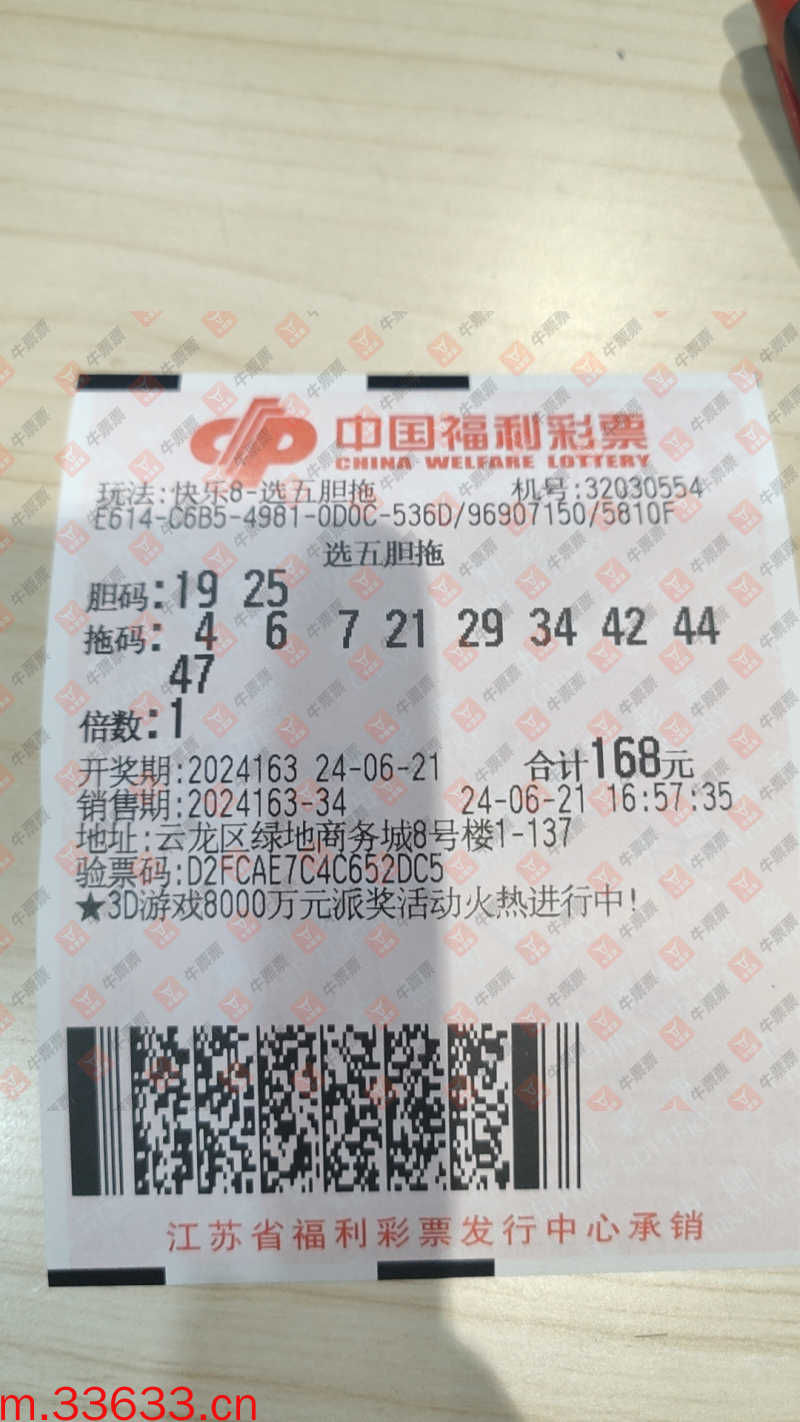 中国福利彩票
CHINA WELFARE LOTTERY
玩法:快乐8-选五胆拖 机号:32030554
E614-C6B5-4981-0D0C-536D/96907150/5810F
选五胆拖
胆码:19 25
拖码: 4 6 7 21 29 34 42 44
47
倍数:1
开奖期:2024163 24-06-21 合计168元
销售期:2024163-34 24-06-21 16:57:35
地址:云龙区绿地商务城8号楼1-137
验票码:D2FCAE7C4C652DC5
★3D游戏8000万元派奖活动火热进行中!
江苏省福利彩票发行中心承销
牛票票
m.33633.cn